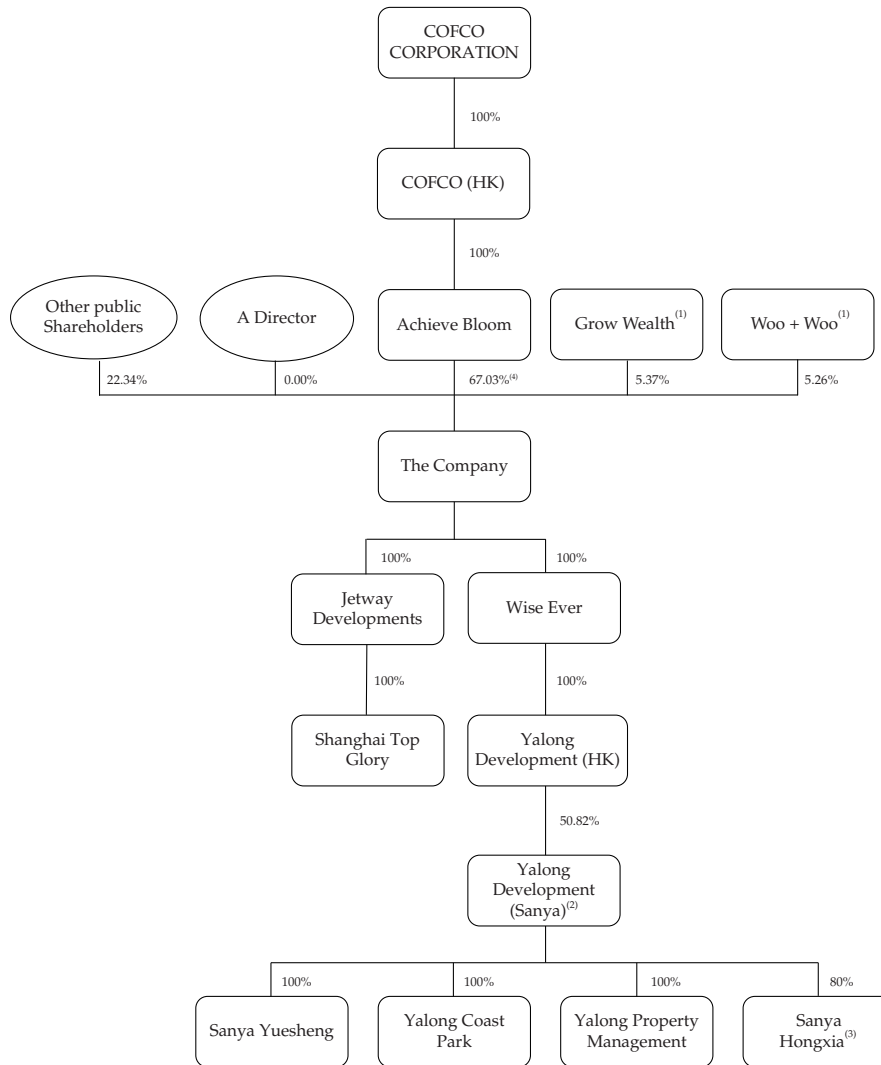 COFCO
CORPORATION
100%
COFCO (HK)
100%
Other public
Shareholders
A Director
Achieve Bloom
Grow Wealth(1)
Woo + Woo(1)
22.34%
0.00%
67.03%(4)
5.37%
5.26%
The Company
100%
100%
Jetway
Developments
Wise Ever
100%
100%
Shanghai Top
Glory
Yalong
Development (HK)
50.82%
Yalong
Development
(Sanya)(2)
100%
100%
100%
80%
Sanya Yuesheng
Yalong Coast
Park
Yalong Property
Management
Sanya
Hongxia(3)